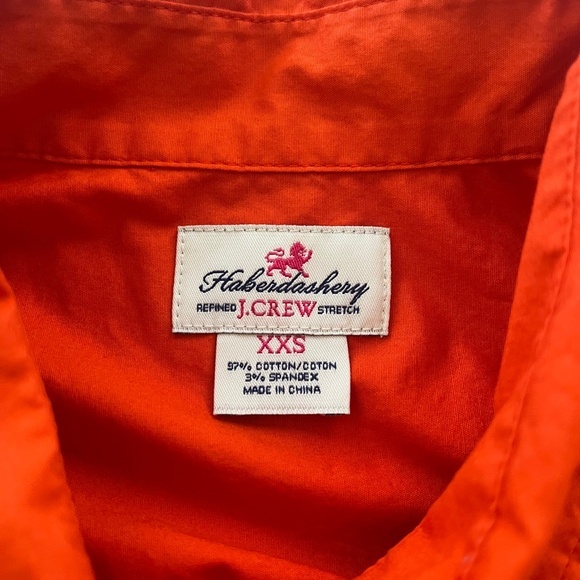 Haberdashery
REFINED J.CREW STRETCH
XXS
97% COTTON/COTON
3% SPANDEX
MADE IN CHINA